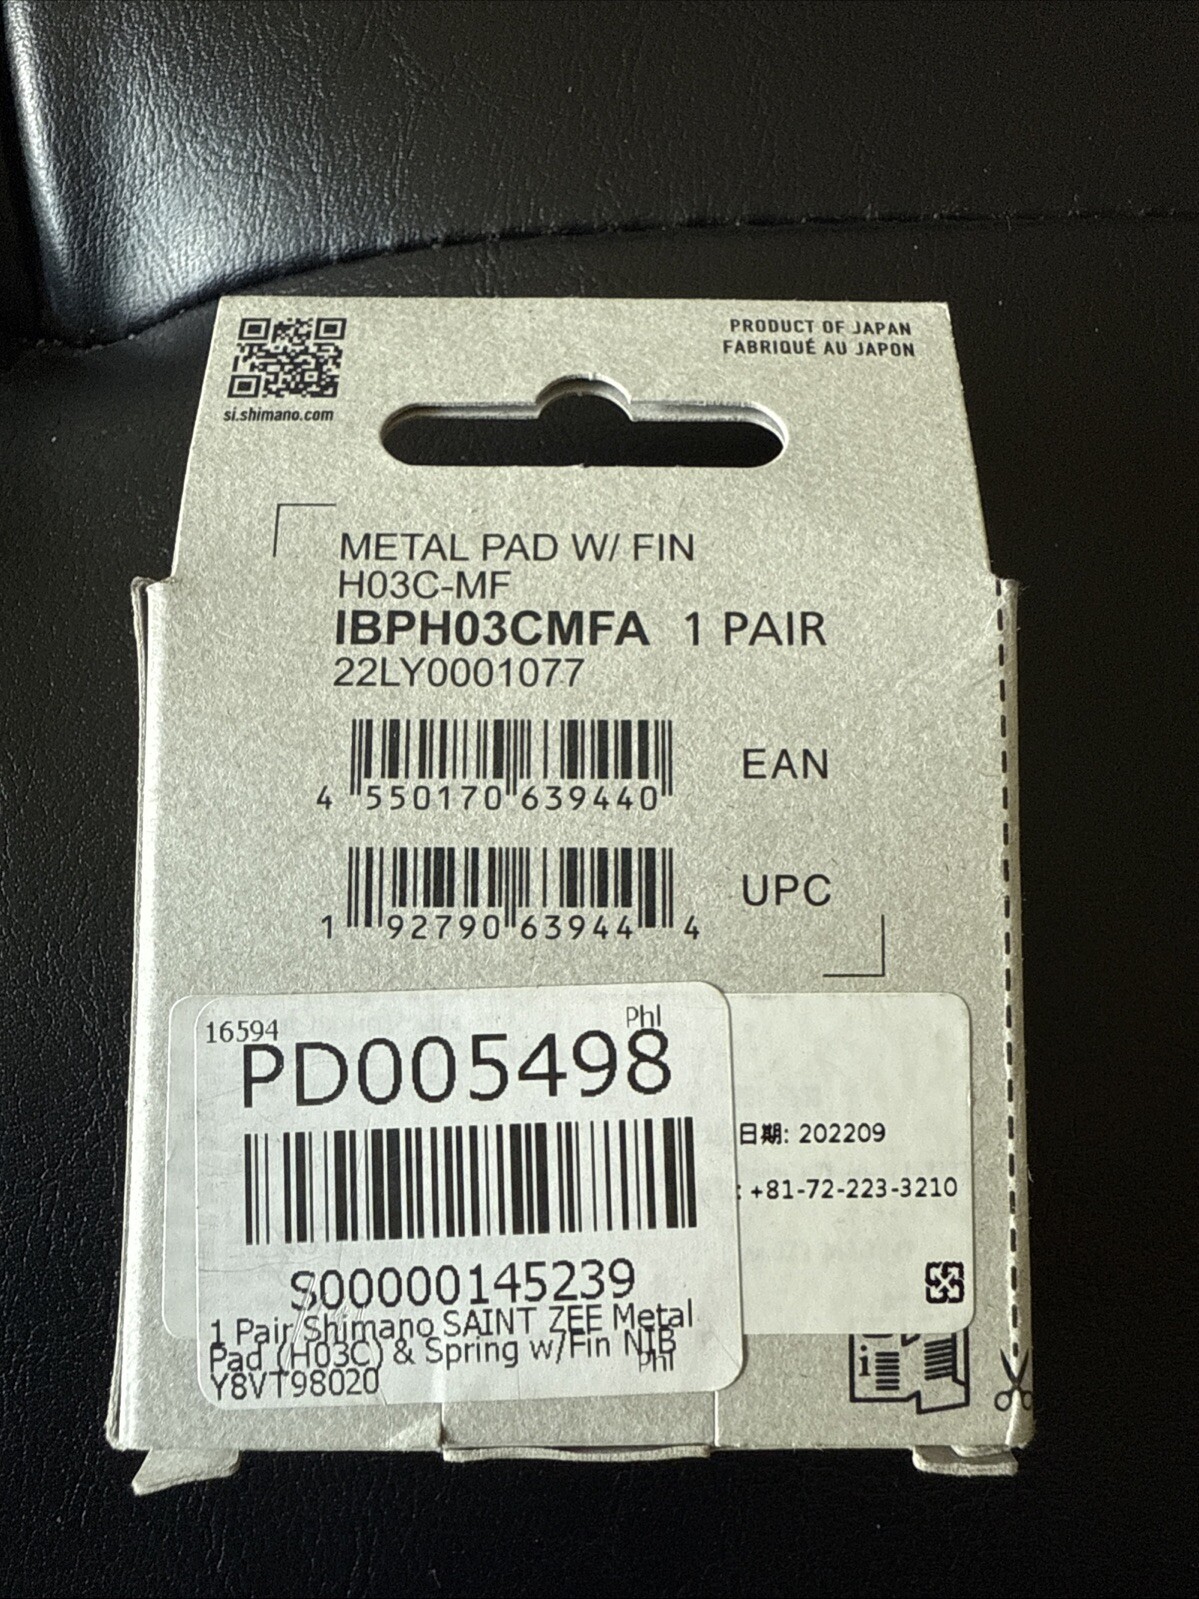 PRODUCT OF JAPAN
FABRIQUÉ AU JAPON
si.shimano.com
METAL PAD W/ FIN
H03C-MF
IBPH03CMFA 1 PAIR
22LY0001077
4 550170 639440
EAN
1 92790 63944 4
UPC
16594
Phl
PD005498
日期: 202209
: +81-72-223-3210
S00000145239
1 Pair Shimano SAINT ZEE Metal
Pad (H03C) & Spring w/Fin NIB
Phl
Y8VT98020
i